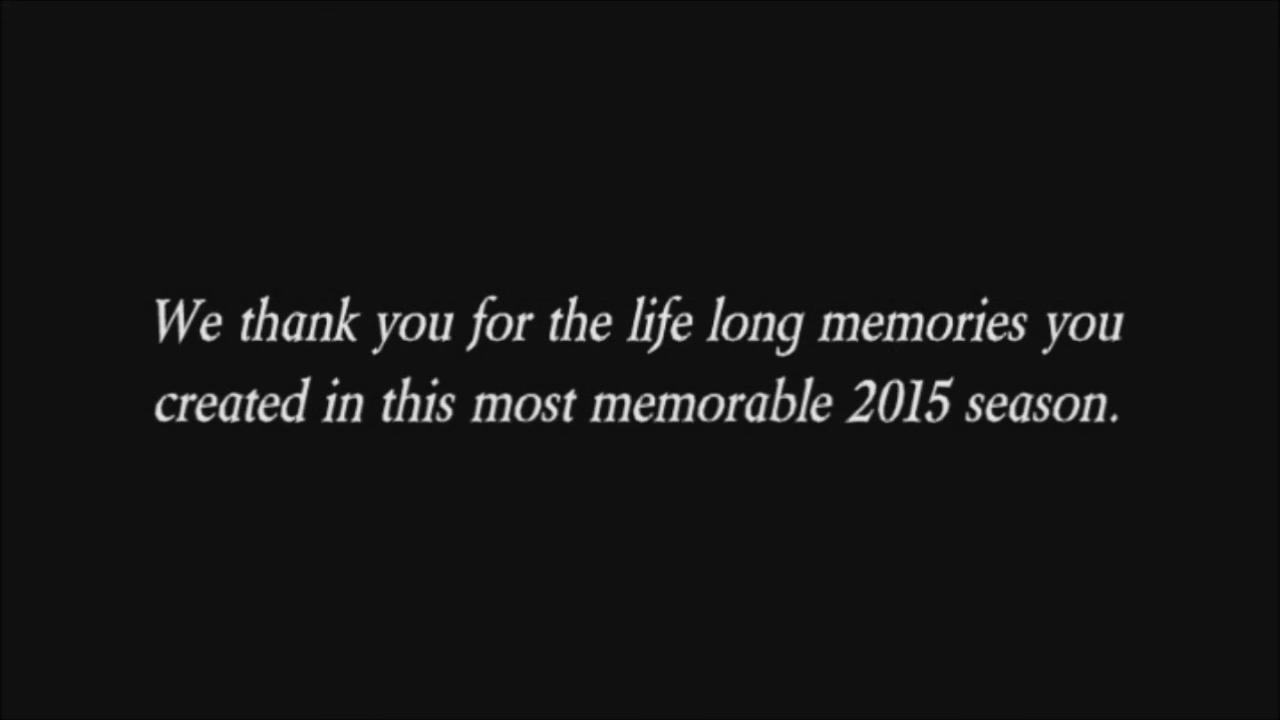 We thank you for the life long memories you
created in this most memorable 2015 season.